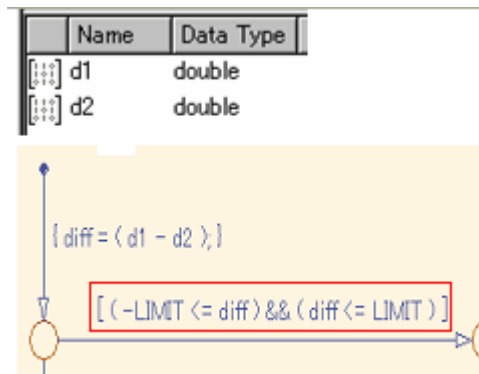 Name Data Type
d1 double
d2 double
{ diff = ( d1 - d2 ); }
[ ( -LIMIT <= diff ) && ( diff <= LIMIT ) ]